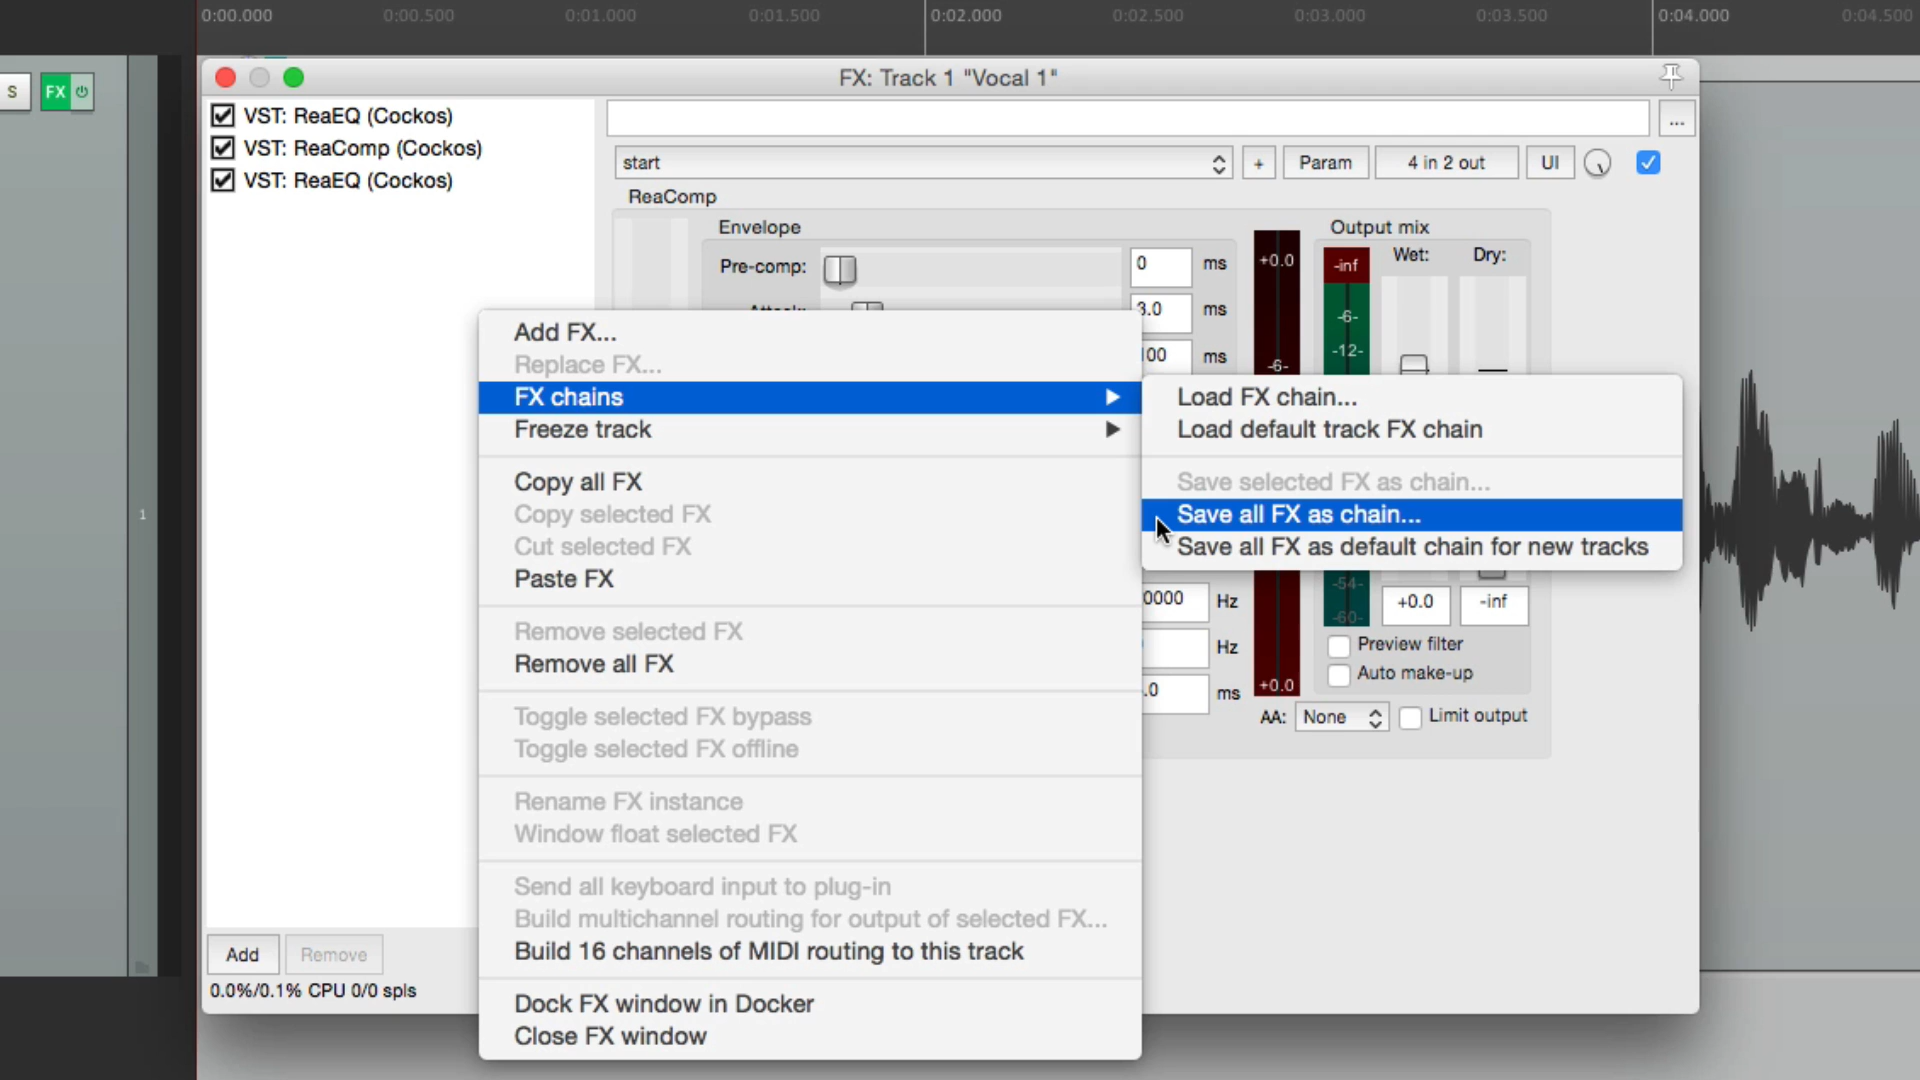 0:00.000 0:00.500 0:01.000 0:01.500 0:02.000 0:02.500 0:03.000 0:03.500 0:04.000 0:04.500
FX: Track 1 "Vocal 1"
S FX
VST: ReaEQ (Cockos)
VST: ReaComp (Cockos)
VST: ReaEQ (Cockos)
...
start + Param 4 in 2 out UI
ReaComp
Envelope
Pre-comp: 0 ms
3.0 ms
100 ms
+0.0
-6-
Output mix
Wet: Dry:
-inf
-6-
-12-
Add FX...
Replace FX...
FX chains
Freeze track
Copy all FX
Copy selected FX
Cut selected FX
Paste FX
Remove selected FX
Remove all FX
Toggle selected FX bypass
Toggle selected FX offline
Rename FX instance
Window float selected FX
Send all keyboard input to plug-in
Build multichannel routing for output of selected FX...
Build 16 channels of MIDI routing to this track
Dock FX window in Docker
Close FX window
Load FX chain...
Load default track FX chain
Save selected FX as chain...
Save all FX as chain...
Save all FX as default chain for new tracks
0000 Hz
Hz
.0 ms
-54-
-60-
+0.0 -inf
Preview filter
Auto make-up
+0.0
AA: None Limit output
1
Add Remove
0.0%/0.1% CPU 0/0 spls